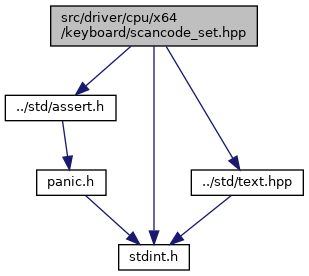 src/driver/cpu/x64
/keyboard/scancode_set.hpp
../std/assert.h
panic.h
../std/text.hpp
stdint.h